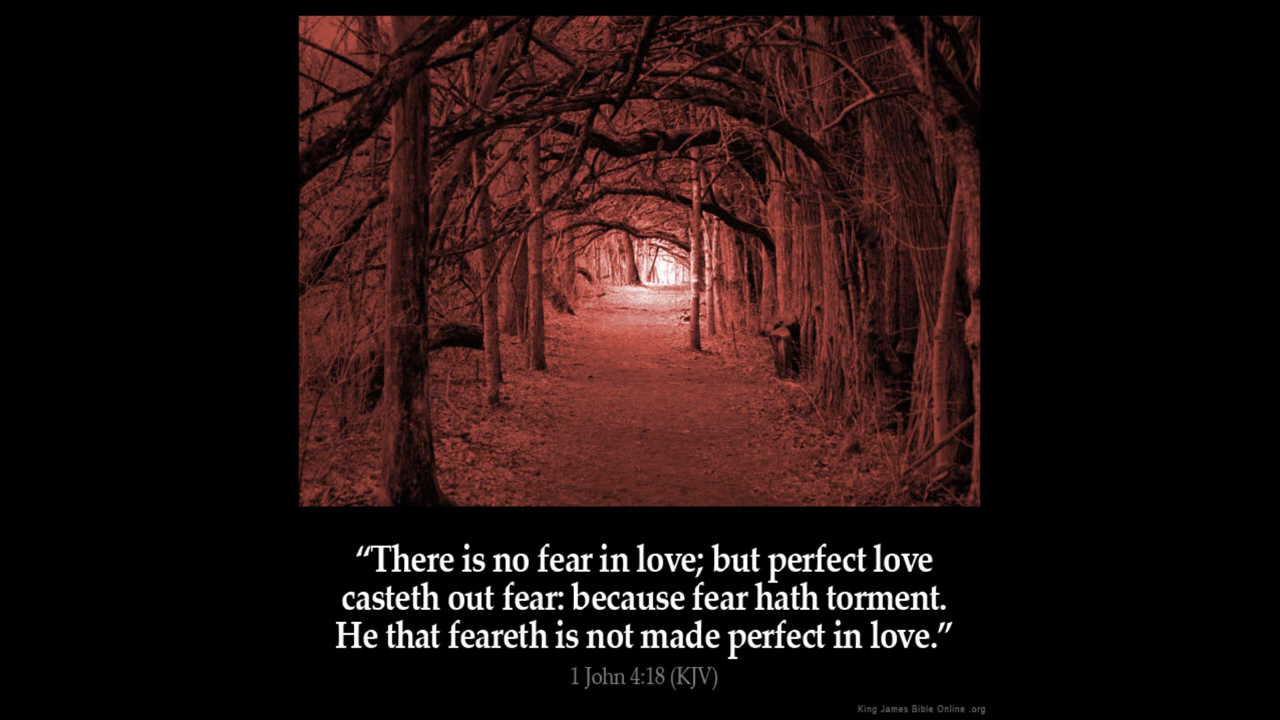 “There is no fear in love; but perfect love
casteth out fear: because fear hath torment.
He that feareth is not made perfect in love.”
1 John 4:18 (KJV)
King James Bible Online .org